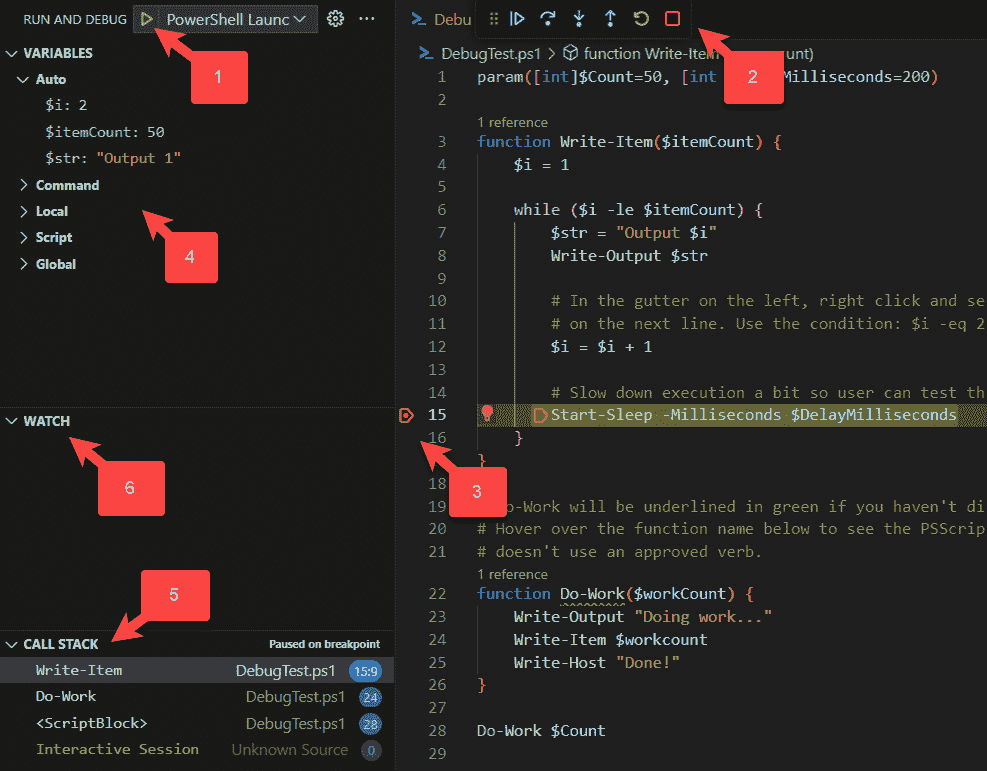 RUN AND DEBUG PowerShell Launc
1
VARIABLES
Auto
$i: 2
$itemCount: 50
$str: "Output 1"
Command
Local
Script
Global
4
WATCH
6
5
CALL STACK Paused on breakpoint
Write-Item DebugTest.ps1 15:9
Do-Work DebugTest.ps1 24
<ScriptBlock> DebugTest.ps1 28
Interactive Session Unknown Source 0
Debu
2
DebugTest.ps1 > function Write-Item unt)
1 param([int]$Count=50, [int Milliseconds=200)
2
1 reference
3 function Write-Item($itemCount) {
4 $i = 1
5
6 while ($i -le $itemCount) {
7 $str = "Output $i"
8 Write-Output $str
9
10 # In the gutter on the left, right click and se
11 # on the next line. Use the condition: $i -eq 2
12 $i = $i + 1
13
14 # Slow down execution a bit so user can test th
15 Start-Sleep -Milliseconds $DelayMilliseconds
16 }
}
3
18
19 o-Work will be underlined in green if you haven't di
20 # Hover over the function name below to see the PSScrip
21 # doesn't use an approved verb.
1 reference
22 function Do-Work($workCount) {
23 Write-Output "Doing work..."
24 Write-Item $workcount
25 Write-Host "Done!"
26 }
27
28 Do-Work $Count
29